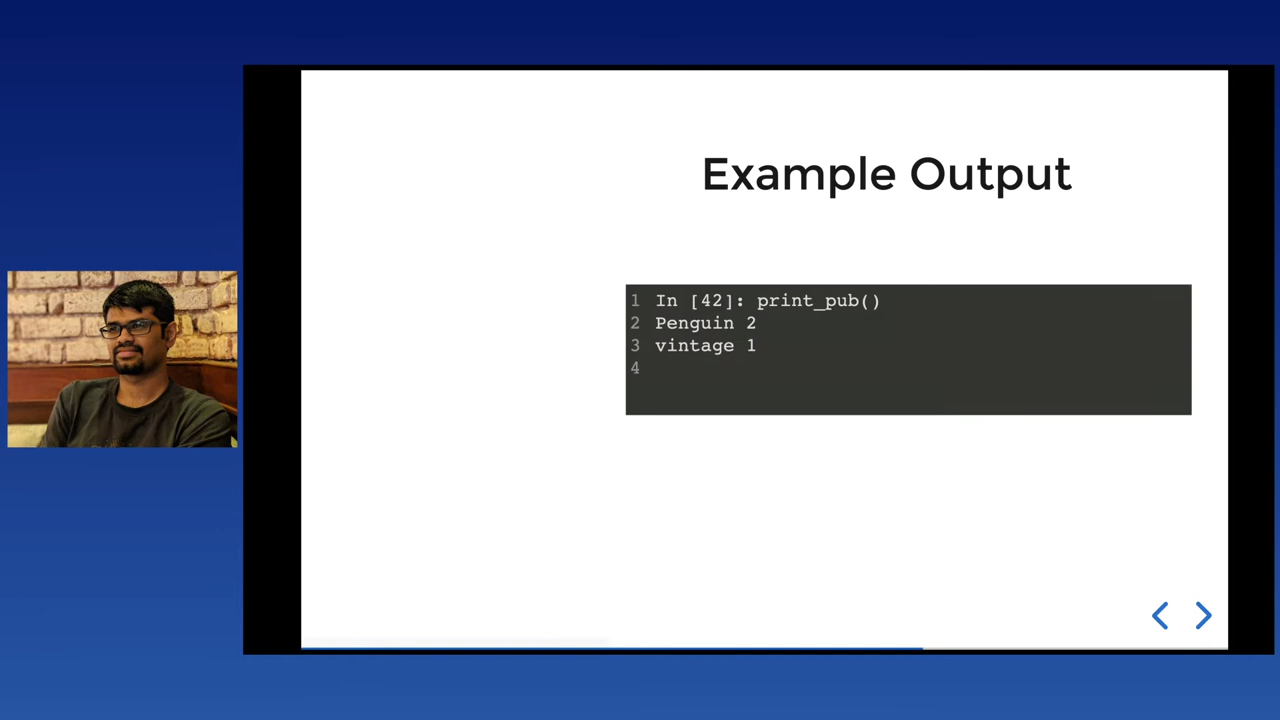 Example Output
1 In [42]: print_pub()
2 Penguin 2
3 vintage 1
4